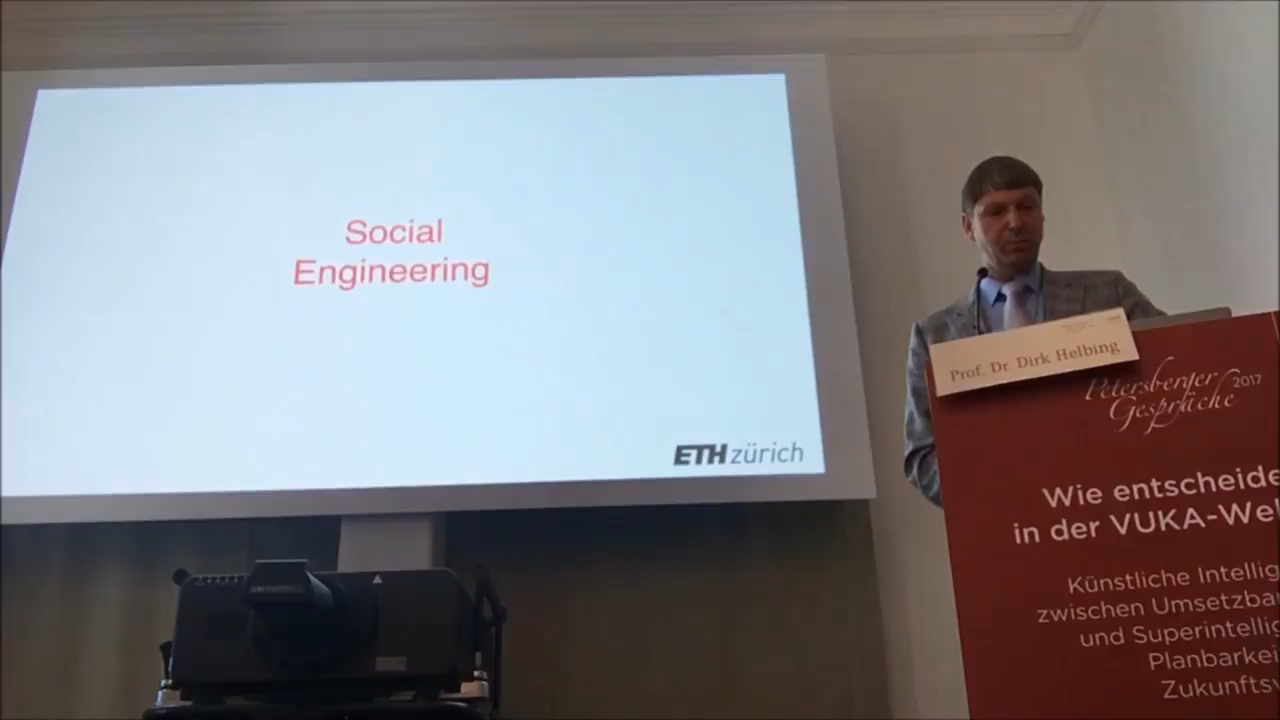 Social
Engineering
ETH zürich
Prof. Dr. Dirk Helbing
Petersberger
Gespräche 2017
Wie entscheide
in der VUKA-We
Künstliche Intellig
zwischen Umsetzba
und Superintellig
Planbarkei
Zukunftsv